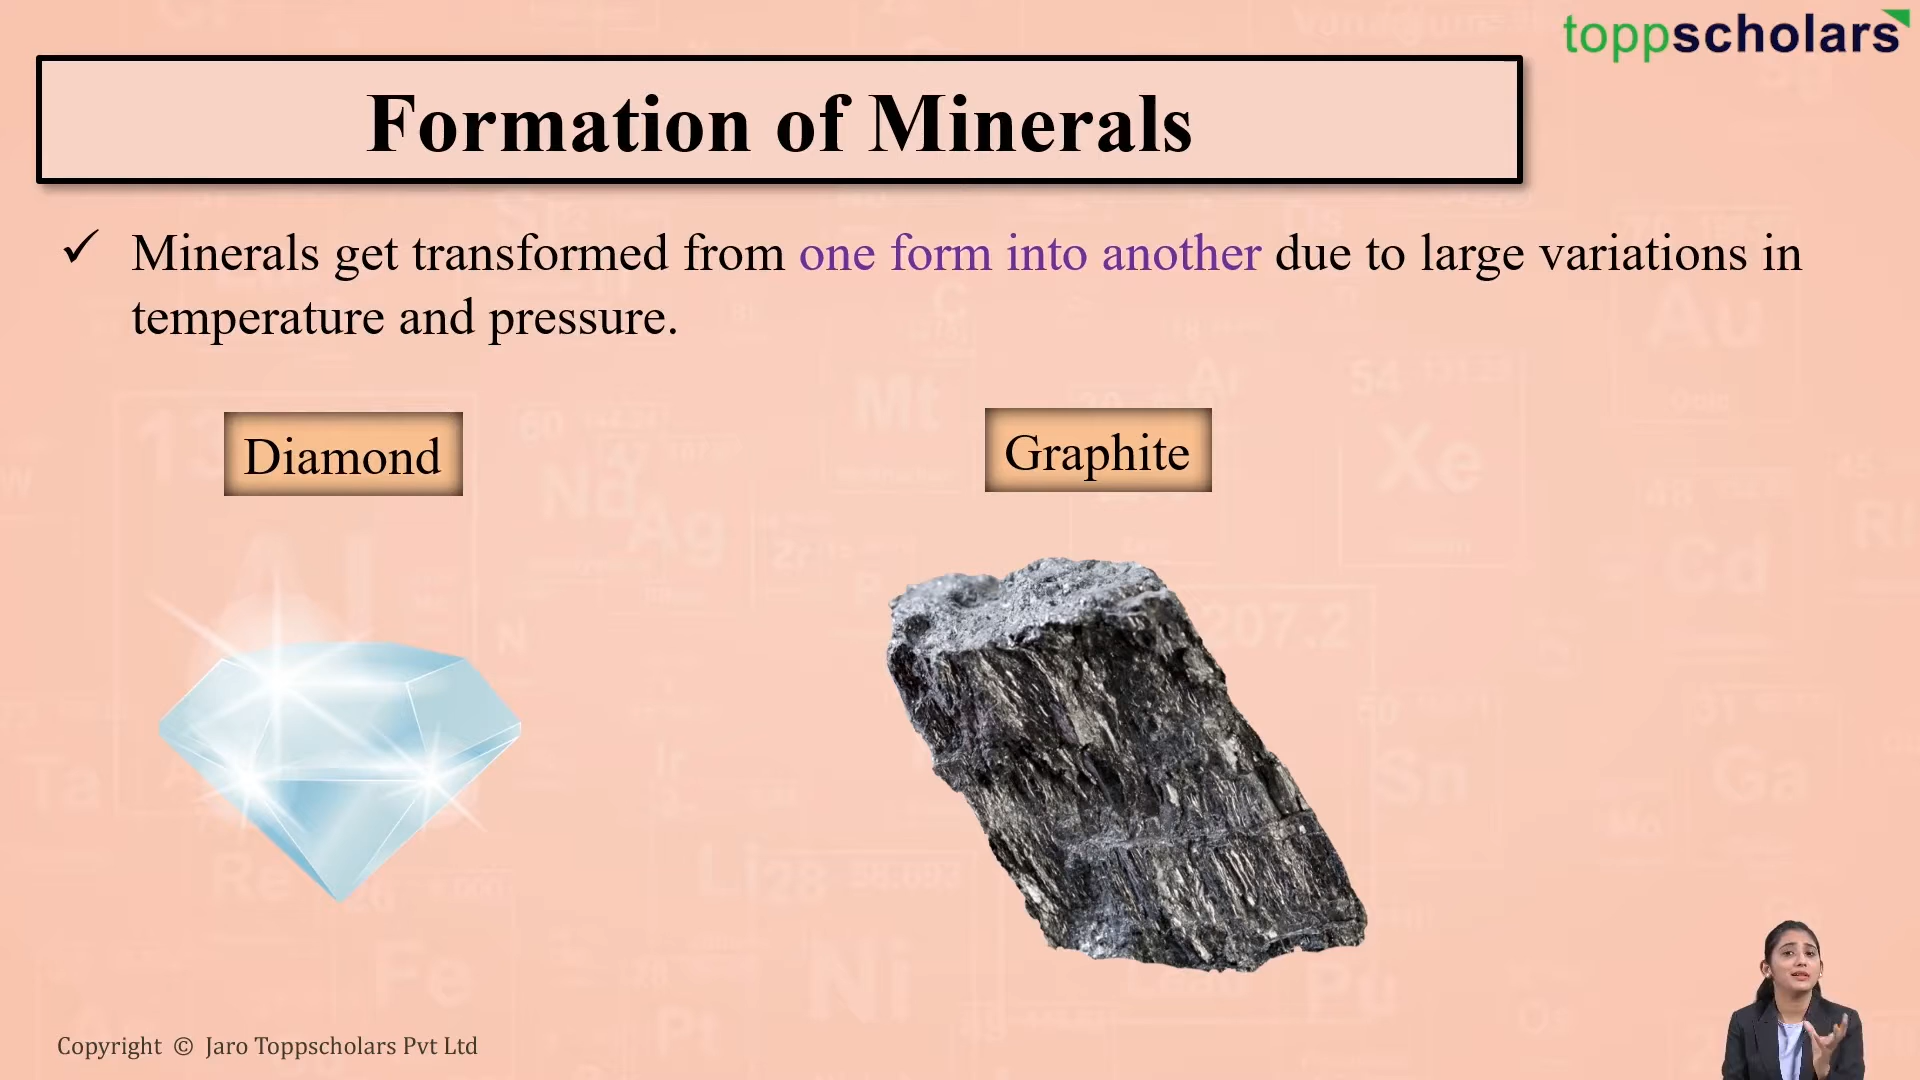 toppscholars
Formation of Minerals
✓ Minerals get transformed from one form into another due to large variations in
temperature and pressure.
Diamond
Graphite
Copyright © Jaro Toppscholars Pvt Ltd